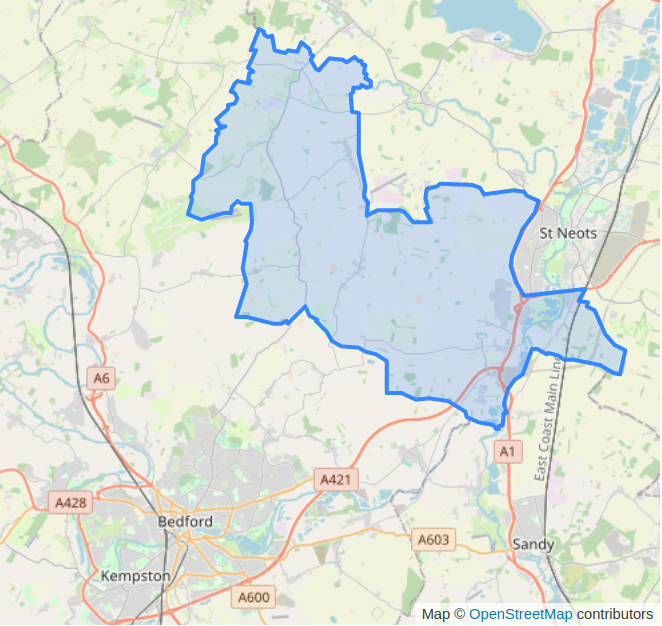 St Neots
A6
East Coast Main Line
A1
A421
A428
Bedford
A603
Sandy
Kempston
A600
Map © OpenStreetMap contributors